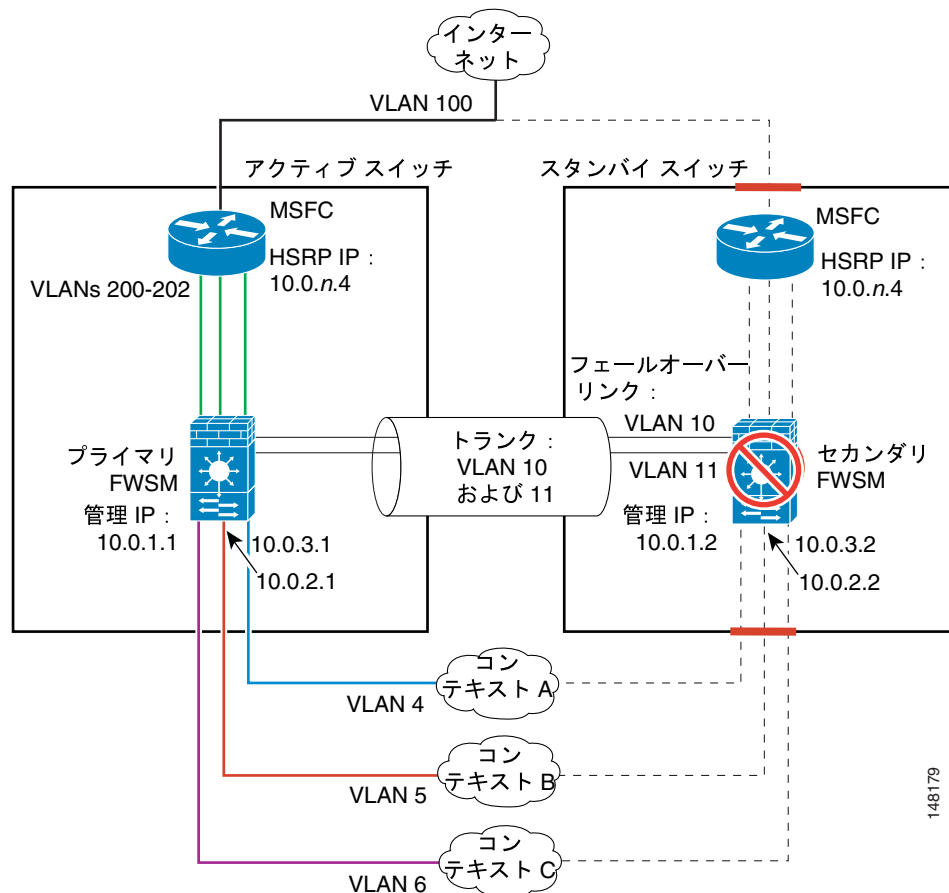 インター
ネット
VLAN 100
アクティブ スイッチ
スタンバイ スイッチ
MSFC
HSRP IP :
10.0.n.4
VLANs 200-202
MSFC
HSRP IP :
10.0.n.4
フェールオーバー
リンク :
VLAN 10
VLAN 11
トランク :
VLAN 10
および 11
プライマリ
FWSM
管理 IP :
10.0.1.1
10.0.3.1
10.0.2.1
セカンダリ
FWSM
管理 IP :
10.0.1.2
10.0.3.2
10.0.2.2
コン
テキスト A
VLAN 4
コン
テキスト B
VLAN 5
コン
テキスト C
VLAN 6
148179